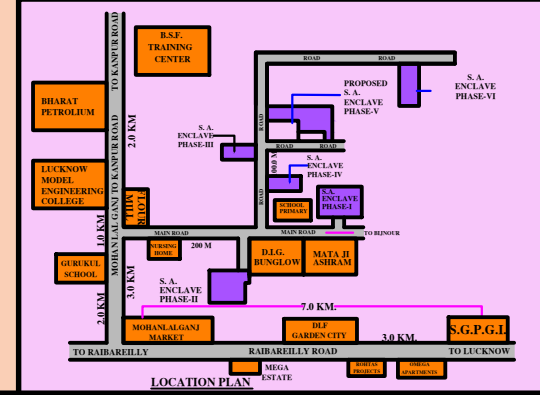 TO KANPUR ROAD
B.S.F.
TRAINING
CENTER
BHARAT
PETROLIUM
2.0 KM
MOHAN LAL GANJ TO KANPUR ROAD
LUCKNOW
MODEL
ENGINEERING
COLLEGE
FLOUR
MILL
1.0 KM
GURUKUL
SCHOOL
2.0 KM
3.0 KM
ROAD
ROAD
PROPOSED
S. A.
ENCLAVE
PHASE-V
S. A.
ENCLAVE
PHASE-VI
S. A.
ENCLAVE
PHASE-III
ROAD
ROAD
ROAD
S. A.
ENCLAVE
PHASE-IV
ROAD
SCHOOL
PRIMARY
S.A.
ENCLAVE
PHASE-I
MAIN ROAD
MAIN ROAD
TO BIJNOUR
NURSING
HOME
200 M
D.I.G.
BUNGLOW
MATA JI
ASHRAM
S. A.
ENCLAVE
PHASE-II
7.0 KM.
MOHANLALGANJ
MARKET
DLF
GARDEN CITY
3.0 KM.
S.G.P.G.I.
TO RAIBAREILLY
RAIBAREILLY ROAD
TO LUCKNOW
MEGA
ESTATE
ROHTAS
PROJECTS
OMEGA
APARTMENTS
LOCATION PLAN